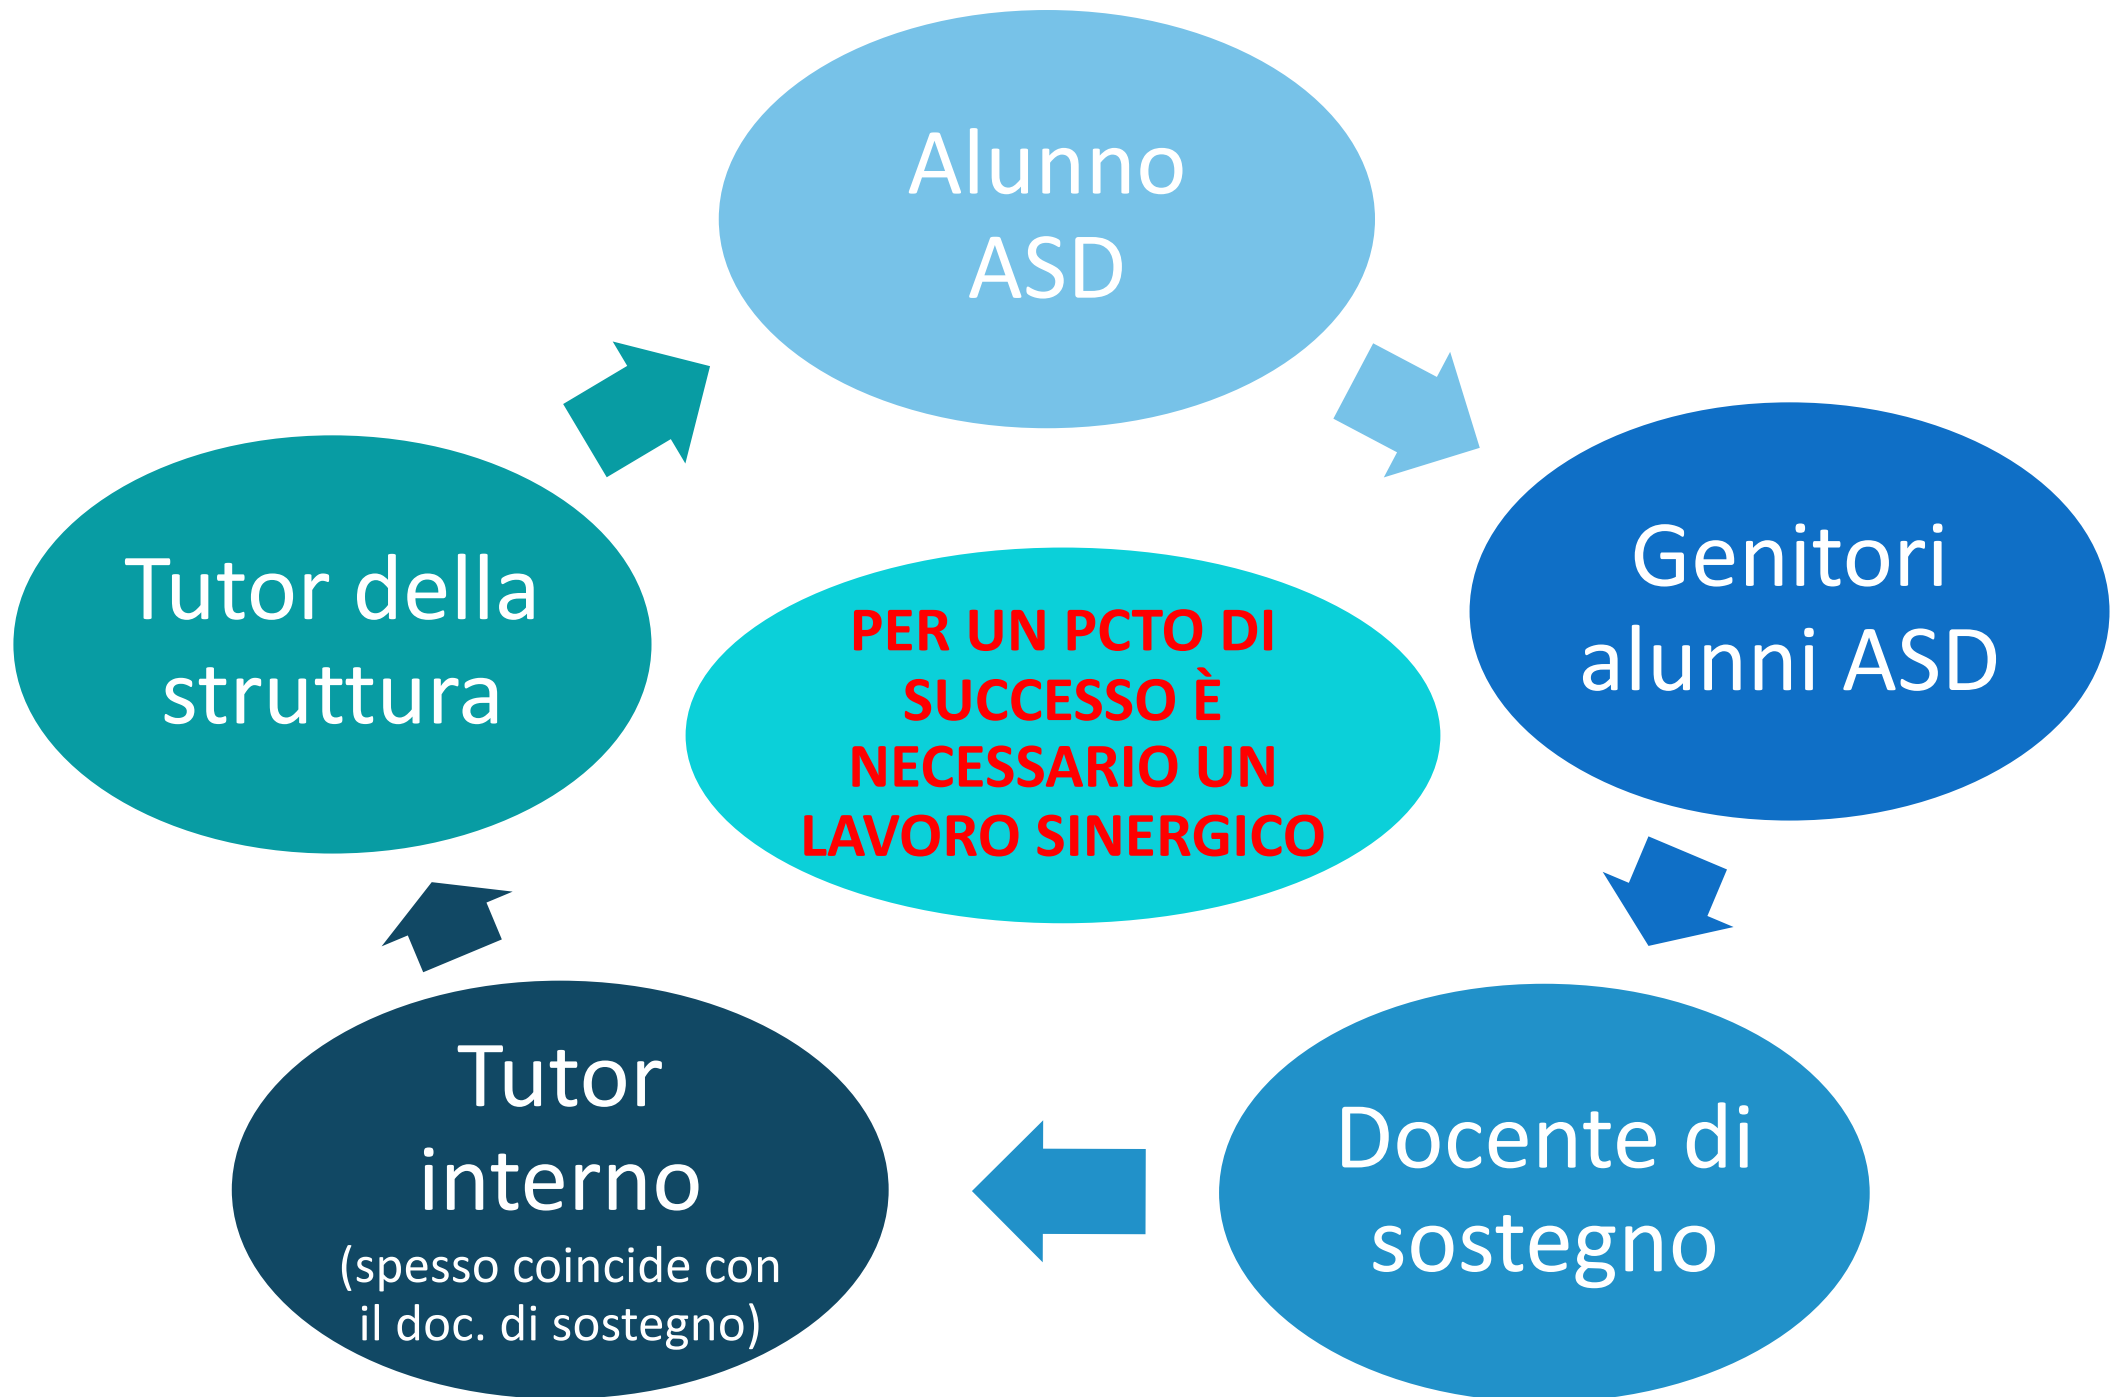 Alunno
ASD
Genitori
alunni ASD
Docente di
sostegno
Tutor
interno
(spesso coincide con
il doc. di sostegno)
Tutor della
struttura
PER UN PCTO DI
SUCCESSO È
NECESSARIO UN
LAVORO SINERGICO